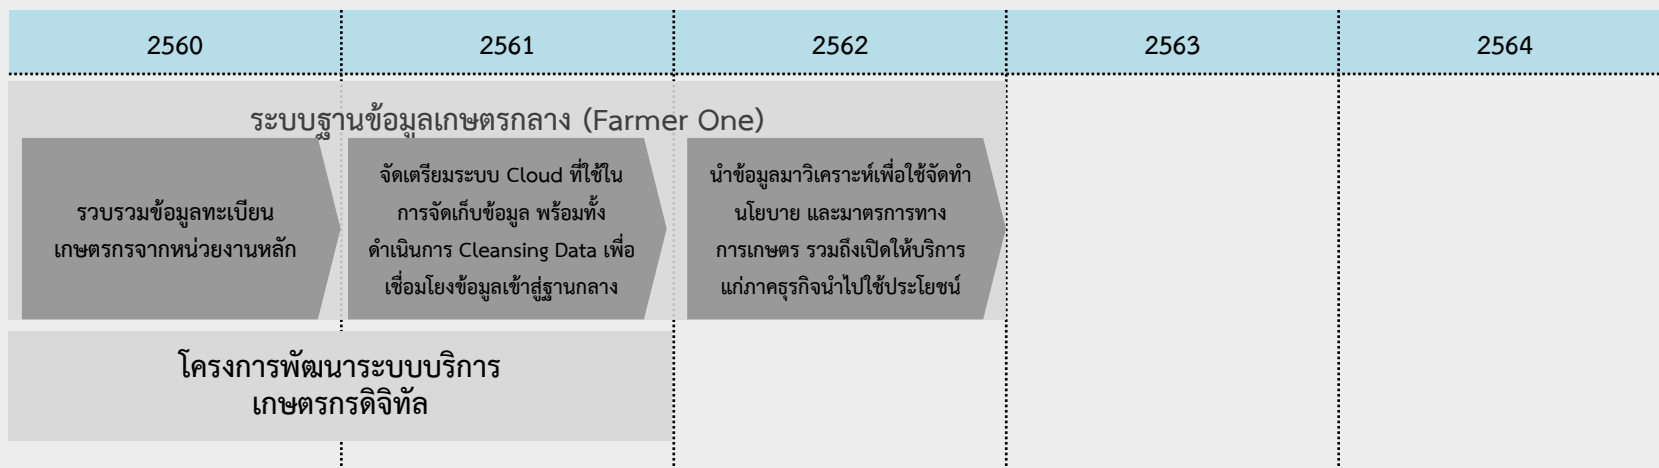 2560 2561 2562 2563 2564
ระบบฐานข้อมูลเกษตรกลาง (Farmer One)
รวบรวมข้อมูลทะเบียน
เกษตรกรจากหน่วยงานหลัก
จัดเตรียมระบบ Cloud ที่ใช้ใน
การจัดเก็บข้อมูล พร้อมทั้ง
ดำเนินการ Cleansing Data เพื่อ
เชื่อมโยงข้อมูลเข้าสู่ฐานกลาง
นำข้อมูลมาวิเคราะห์เพื่อใช้จัดทำ
นโยบาย และมาตรการทาง
การเกษตร รวมถึงเปิดให้บริการ
แก่ภาคธุรกิจนำไปใช้ประโยชน์
โครงการพัฒนาระบบบริการ
เกษตรกรดิจิทัล